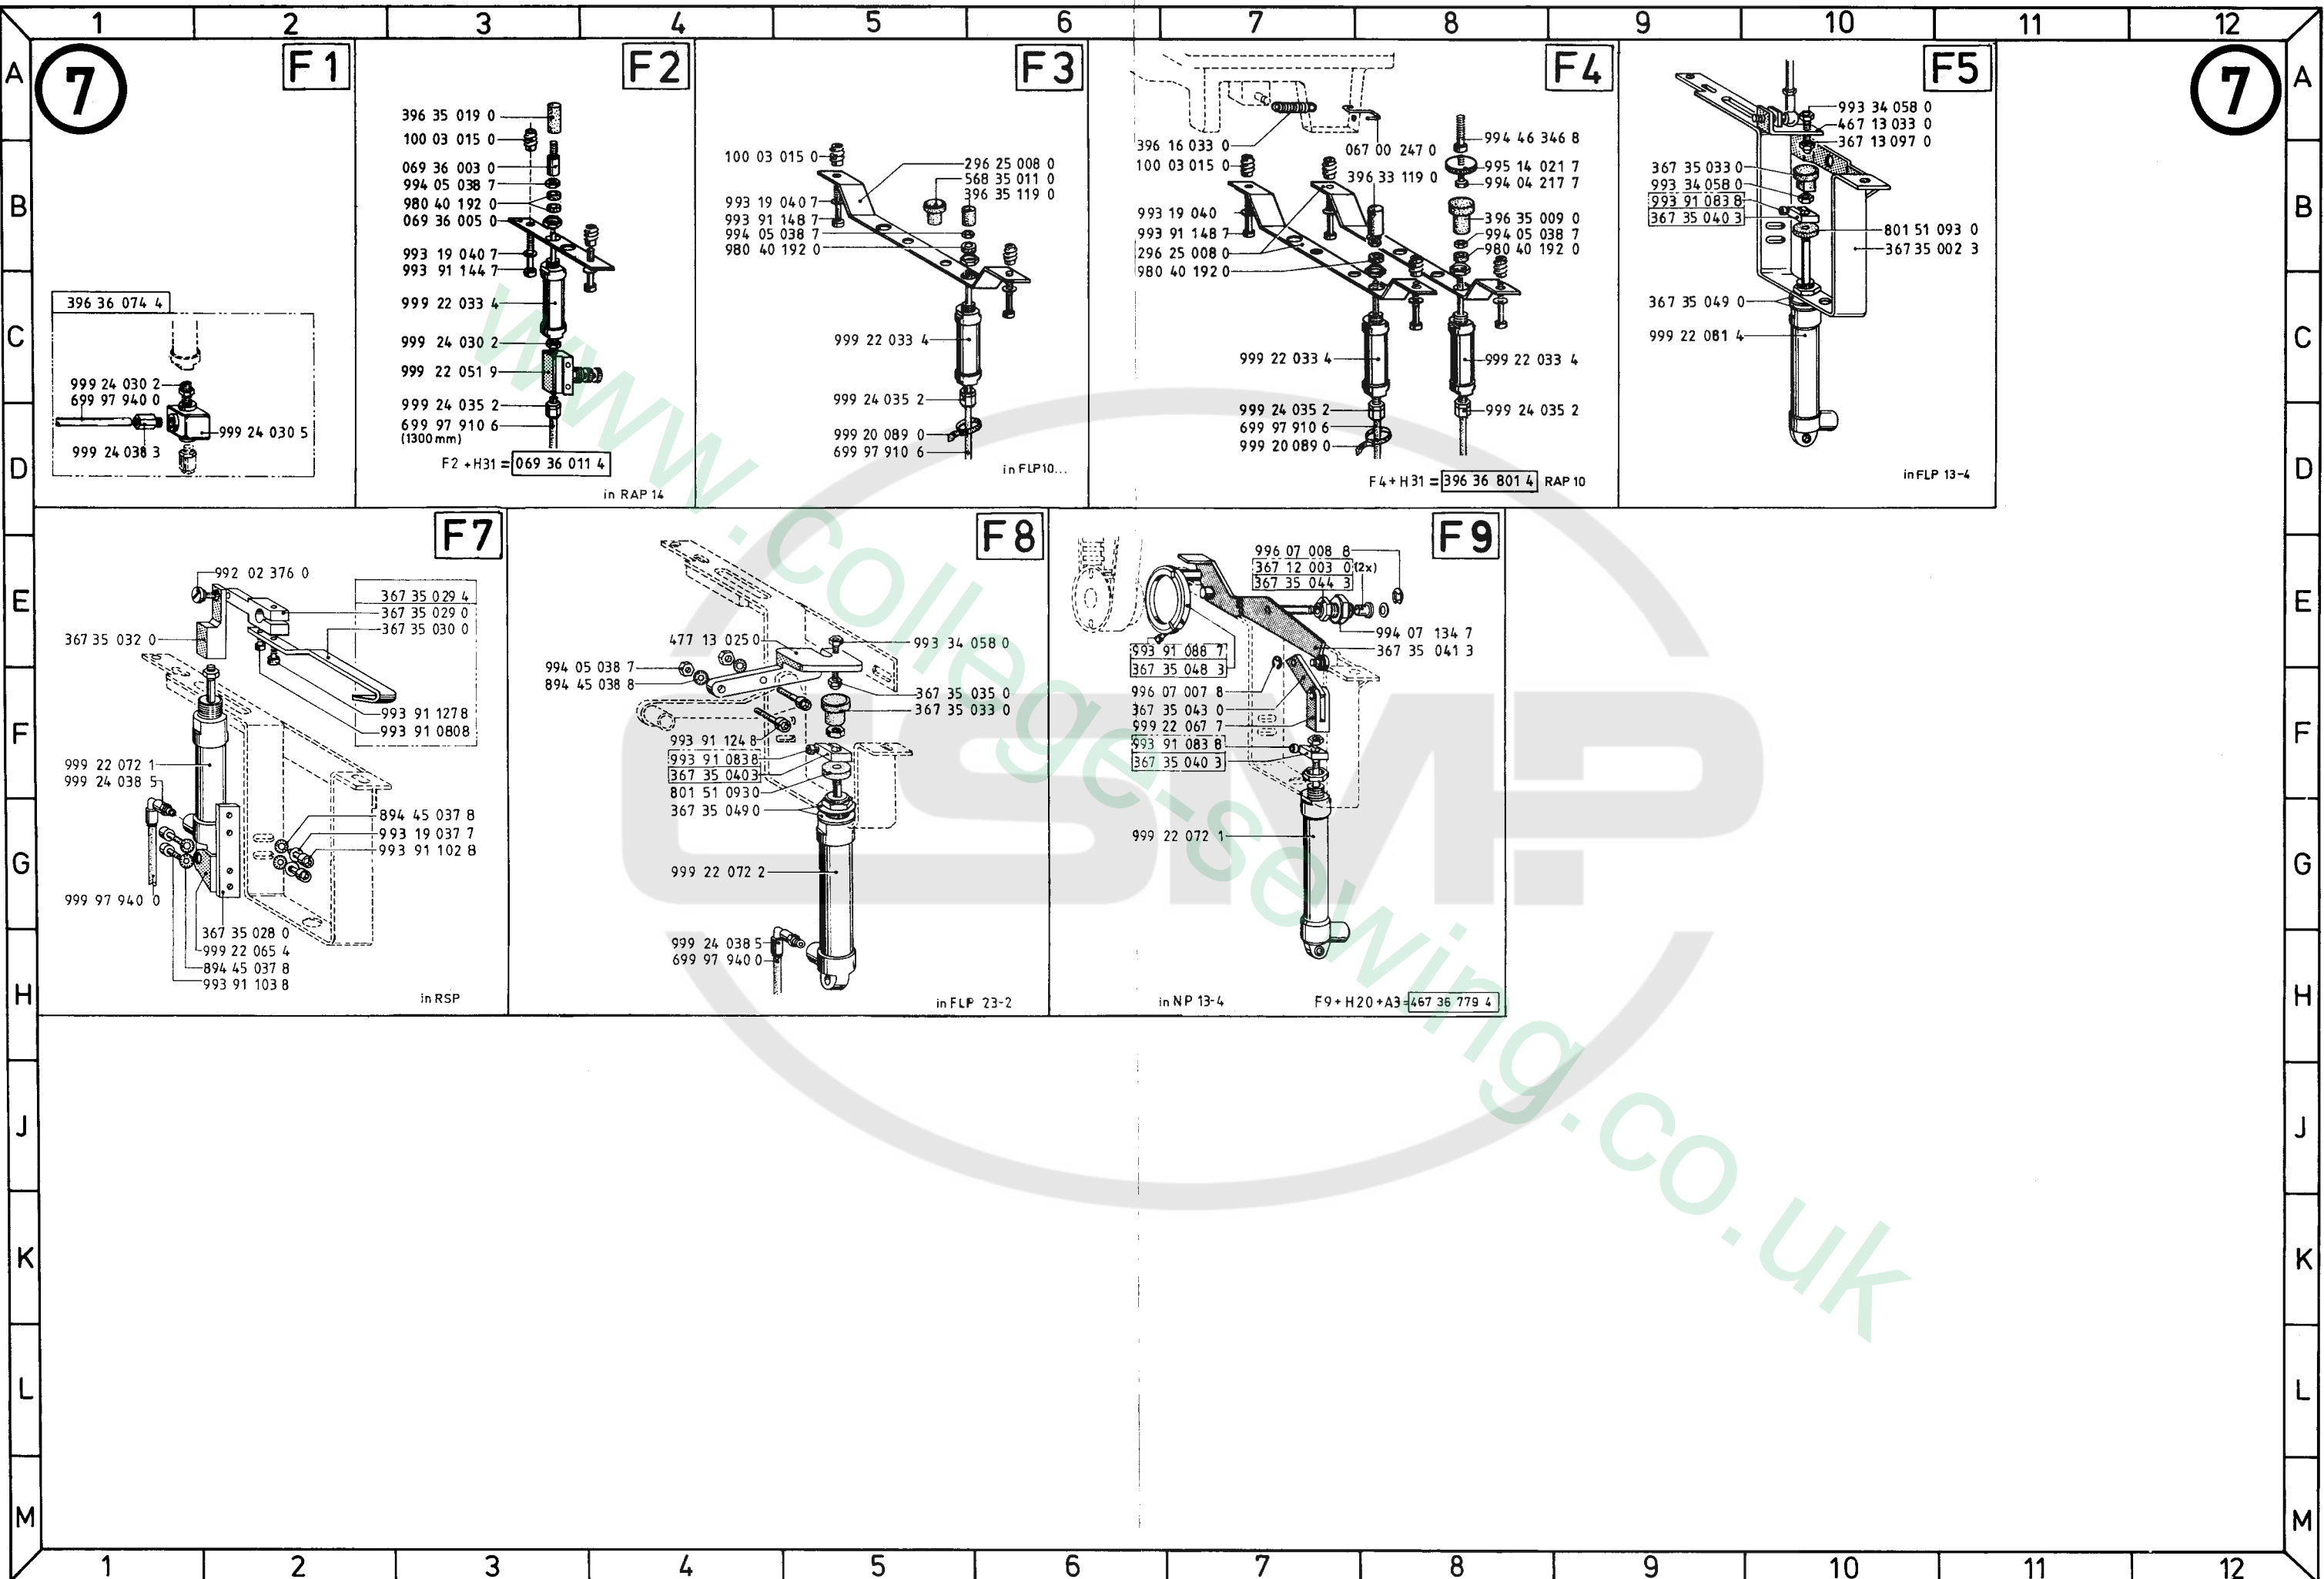 1 2 3 4 5 6 7 8 9 10 11 12
A
B
C
D
E
F
G
H
J
K
L
M
7
F 1
396 36 074 4
999 24 030 2
699 97 940 0
999 24 030 5
999 24 038 3
F 2
396 35 019 0
100 03 015 0
069 36 003 0
994 05 038 7
980 40 192 0
069 36 005 0
993 19 040 7
993 91 144 7
999 22 033 4
999 24 030 2
999 22 051 9
999 24 035 2
699 97 910 6
(1300 mm)
F2 + H31 = 069 36 011 4
in RAP 14
F 3
100 03 015 0
296 25 008 0
568 35 011 0
396 35 119 0
993 19 040 7
993 91 148 7
994 05 038 7
980 40 192 0
999 22 033 4
999 24 035 2
999 20 089 0
699 97 910 6
in FLP10...
F 4
396 16 033 0
067 00 247 0
994 46 346 8
100 03 015 0
396 33 119 0
995 14 021 7
994 04 217 7
993 19 040
993 91 148 7
296 25 008 0
980 40 192 0
396 35 009 0
994 05 038 7
980 40 192 0
999 22 033 4
999 22 033 4
999 24 035 2
999 24 035 2
699 97 910 6
999 20 089 0
F4 + H31 = 396 36 801 4 RAP 10
F5
993 34 058 0
467 13 033 0
367 13 097 0
367 35 033 0
993 34 058 0
993 91 083 8
367 35 040 3
801 51 093 0
367 35 002 3
367 35 049 0
999 22 081 4
in FLP 13-4
7
F7
992 02 376 0
367 35 029 4
367 35 029 0
367 35 030 0
367 35 032 0
993 91 127 8
993 91 080 8
999 22 072 1
999 24 038 5
894 45 037 8
993 19 037 7
993 91 102 8
999 97 940 0
367 35 028 0
999 22 065 4
894 45 037 8
993 91 103 8
in RSP
F 8
477 13 025 0
993 34 058 0
994 05 038 7
894 45 038 8
367 35 035 0
367 35 033 0
993 91 124 8
993 91 083 8
367 35 040 3
801 51 093 0
367 35 049 0
999 22 072 2
999 24 038 5
699 97 940 0
in FLP 23-2
F 9
996 07 008 8
367 12 003 0 (2x)
367 35 044 3
994 07 134 7
367 35 041 3
993 91 088 7
367 35 048 3
996 07 007 8
367 35 043 0
999 22 067 7
993 91 083 8
367 35 040 3
999 22 072 1
in NP 13-4
F9 + H20 + A3 = 467 36 779 4
A
B
C
D
E
F
G
H
J
K
L
M
1 2 3 4 5 6 7 8 9 10 11 12
CSMP
www.college-sewing.co.uk